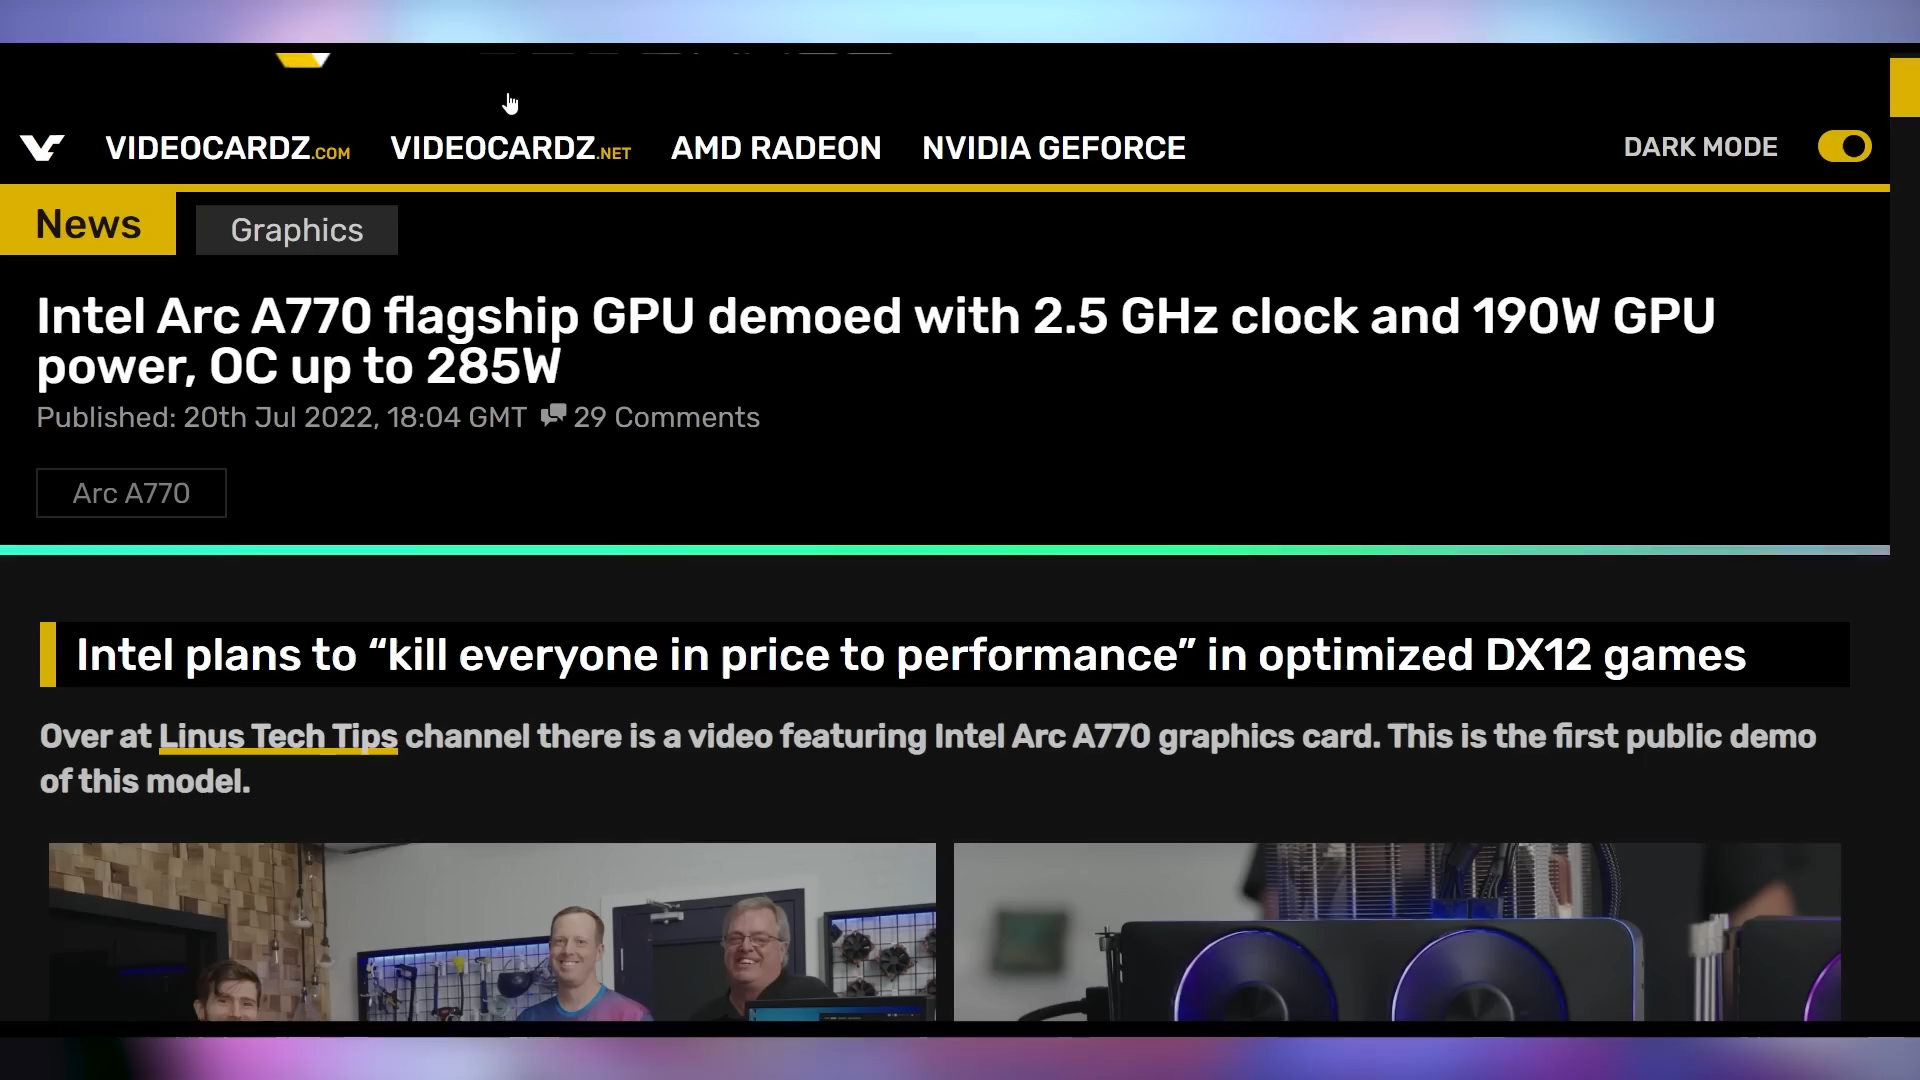 VIDEOCARDZ.COM VIDEOCARDZ.NET AMD RADEON NVIDIA GEFORCE DARK MODE
News Graphics
Intel Arc A770 flagship GPU demoed with 2.5 GHz clock and 190W GPU
power, OC up to 285W
Published: 20th Jul 2022, 18:04 GMT 29 Comments
Arc A770
Intel plans to “kill everyone in price to performance” in optimized DX12 games
Over at Linus Tech Tips channel there is a video featuring Intel Arc A770 graphics card. This is the first public demo
of this model.